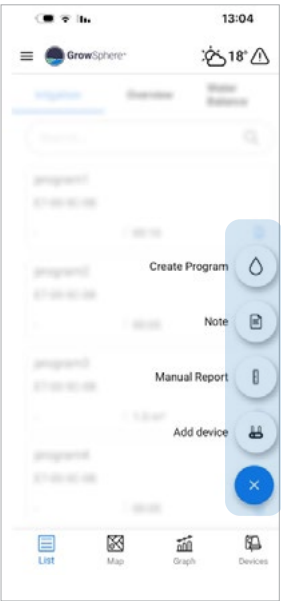 13:04
GrowSphere™
18°
Irrigation Overview Water
Balance
Search...
program1
program2
Create Program
Note
program3
Manual Report
Add device
program4
List Map Graph Devices